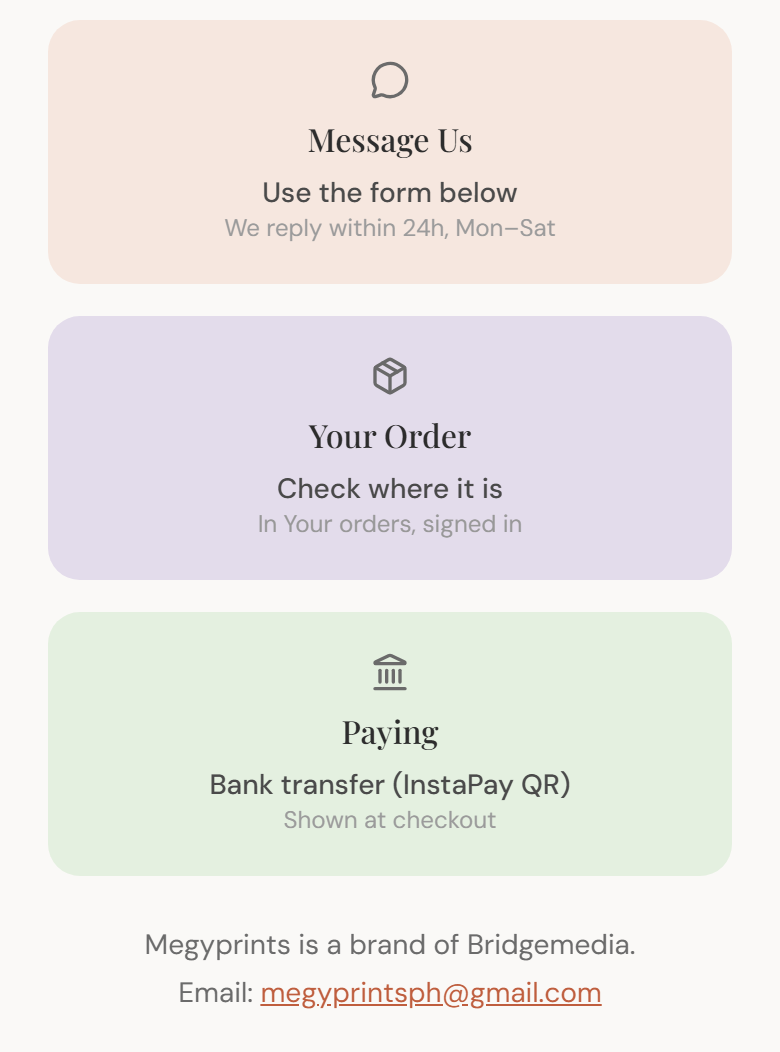 Message Us
Use the form below
We reply within 24h, Mon–Sat
Your Order
Check where it is
In Your orders, signed in
Paying
Bank transfer (InstaPay QR)
Shown at checkout
Megyprints is a brand of Bridgemedia.
Email: megyprintsph@gmail.com